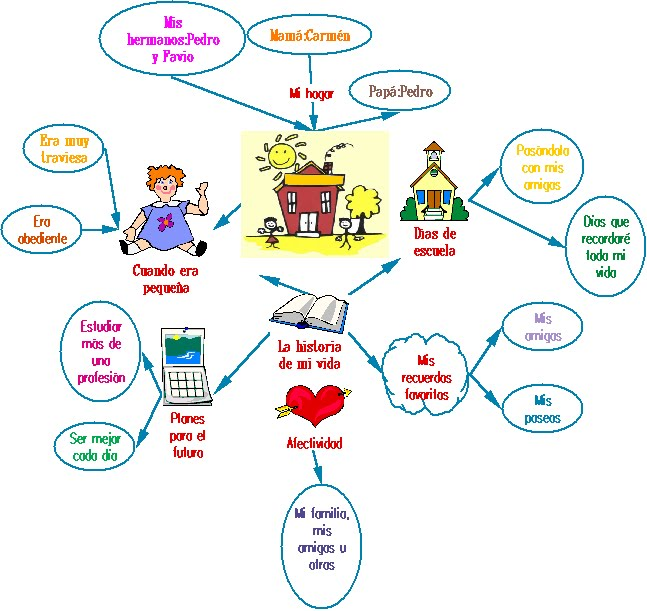 Mis
hermanos:Pedro
y Favio
Mamá:Carmén
Mi hogar
Papá:Pedro
Era muy
traviesa
Era
obediente
Cuando era
pequeña
Dias de
escuela
Pasándola
con mis
amigos
Días que
recordaré
toda mi
vida
La historia
de mi vida
Estudiar
más de
una
profesión
Ser mejor
cada día
Planes
para el
futuro
Mis
recuerdos
favoritos
Mis
amigos
Mis
paseos
Afectividad
Mi familia,
mis
amigos u
otros